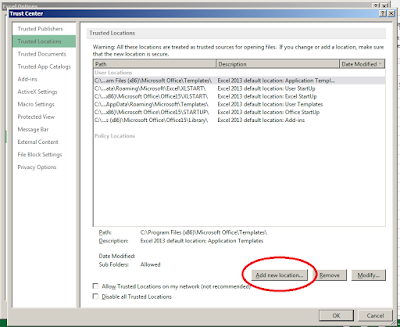 Trust Center
Trusted Publishers
Trusted Locations
Trusted Documents
Trusted App Catalogs
Add-ins
ActiveX Settings
Macro Settings
Protected View
Message Bar
External Content
File Block Settings
Privacy Options
Trusted Locations
Warning: All these locations are treated as trusted sources for opening files. If you change or add a location, make sure
that the new location is secure.
Path Description Date Modified
User Locations
C:\...am Files (x86)\Microsoft Office\Templates\ Excel 2013 default location: Application Templ...
C:\...ata\Roaming\Microsoft\Excel\XLSTART\ Excel 2013 default location: User StartUp
C:\...x86)\Microsoft Office\Office15\XLSTART\ Excel 2013 default location: Excel StartUp
C:\...AppData\Roaming\Microsoft\Templates\ Excel 2013 default location: User Templates
C:\...x86)\Microsoft Office\Office15\STARTUP\ Excel 2013 default location: Office StartUp
C:\...s (x86)\Microsoft Office\Office15\Library\ Excel 2013 default location: Add-ins
Policy Locations
Path: C:\Program Files (x86)\Microsoft Office\Templates\
Description: Excel 2013 default location: Application Templates
Date Modified:
Sub Folders: Allowed
Add new location... Remove Modify...
Allow Trusted Locations on my network (not recommended)
Disable all Trusted Locations
OK Cancel